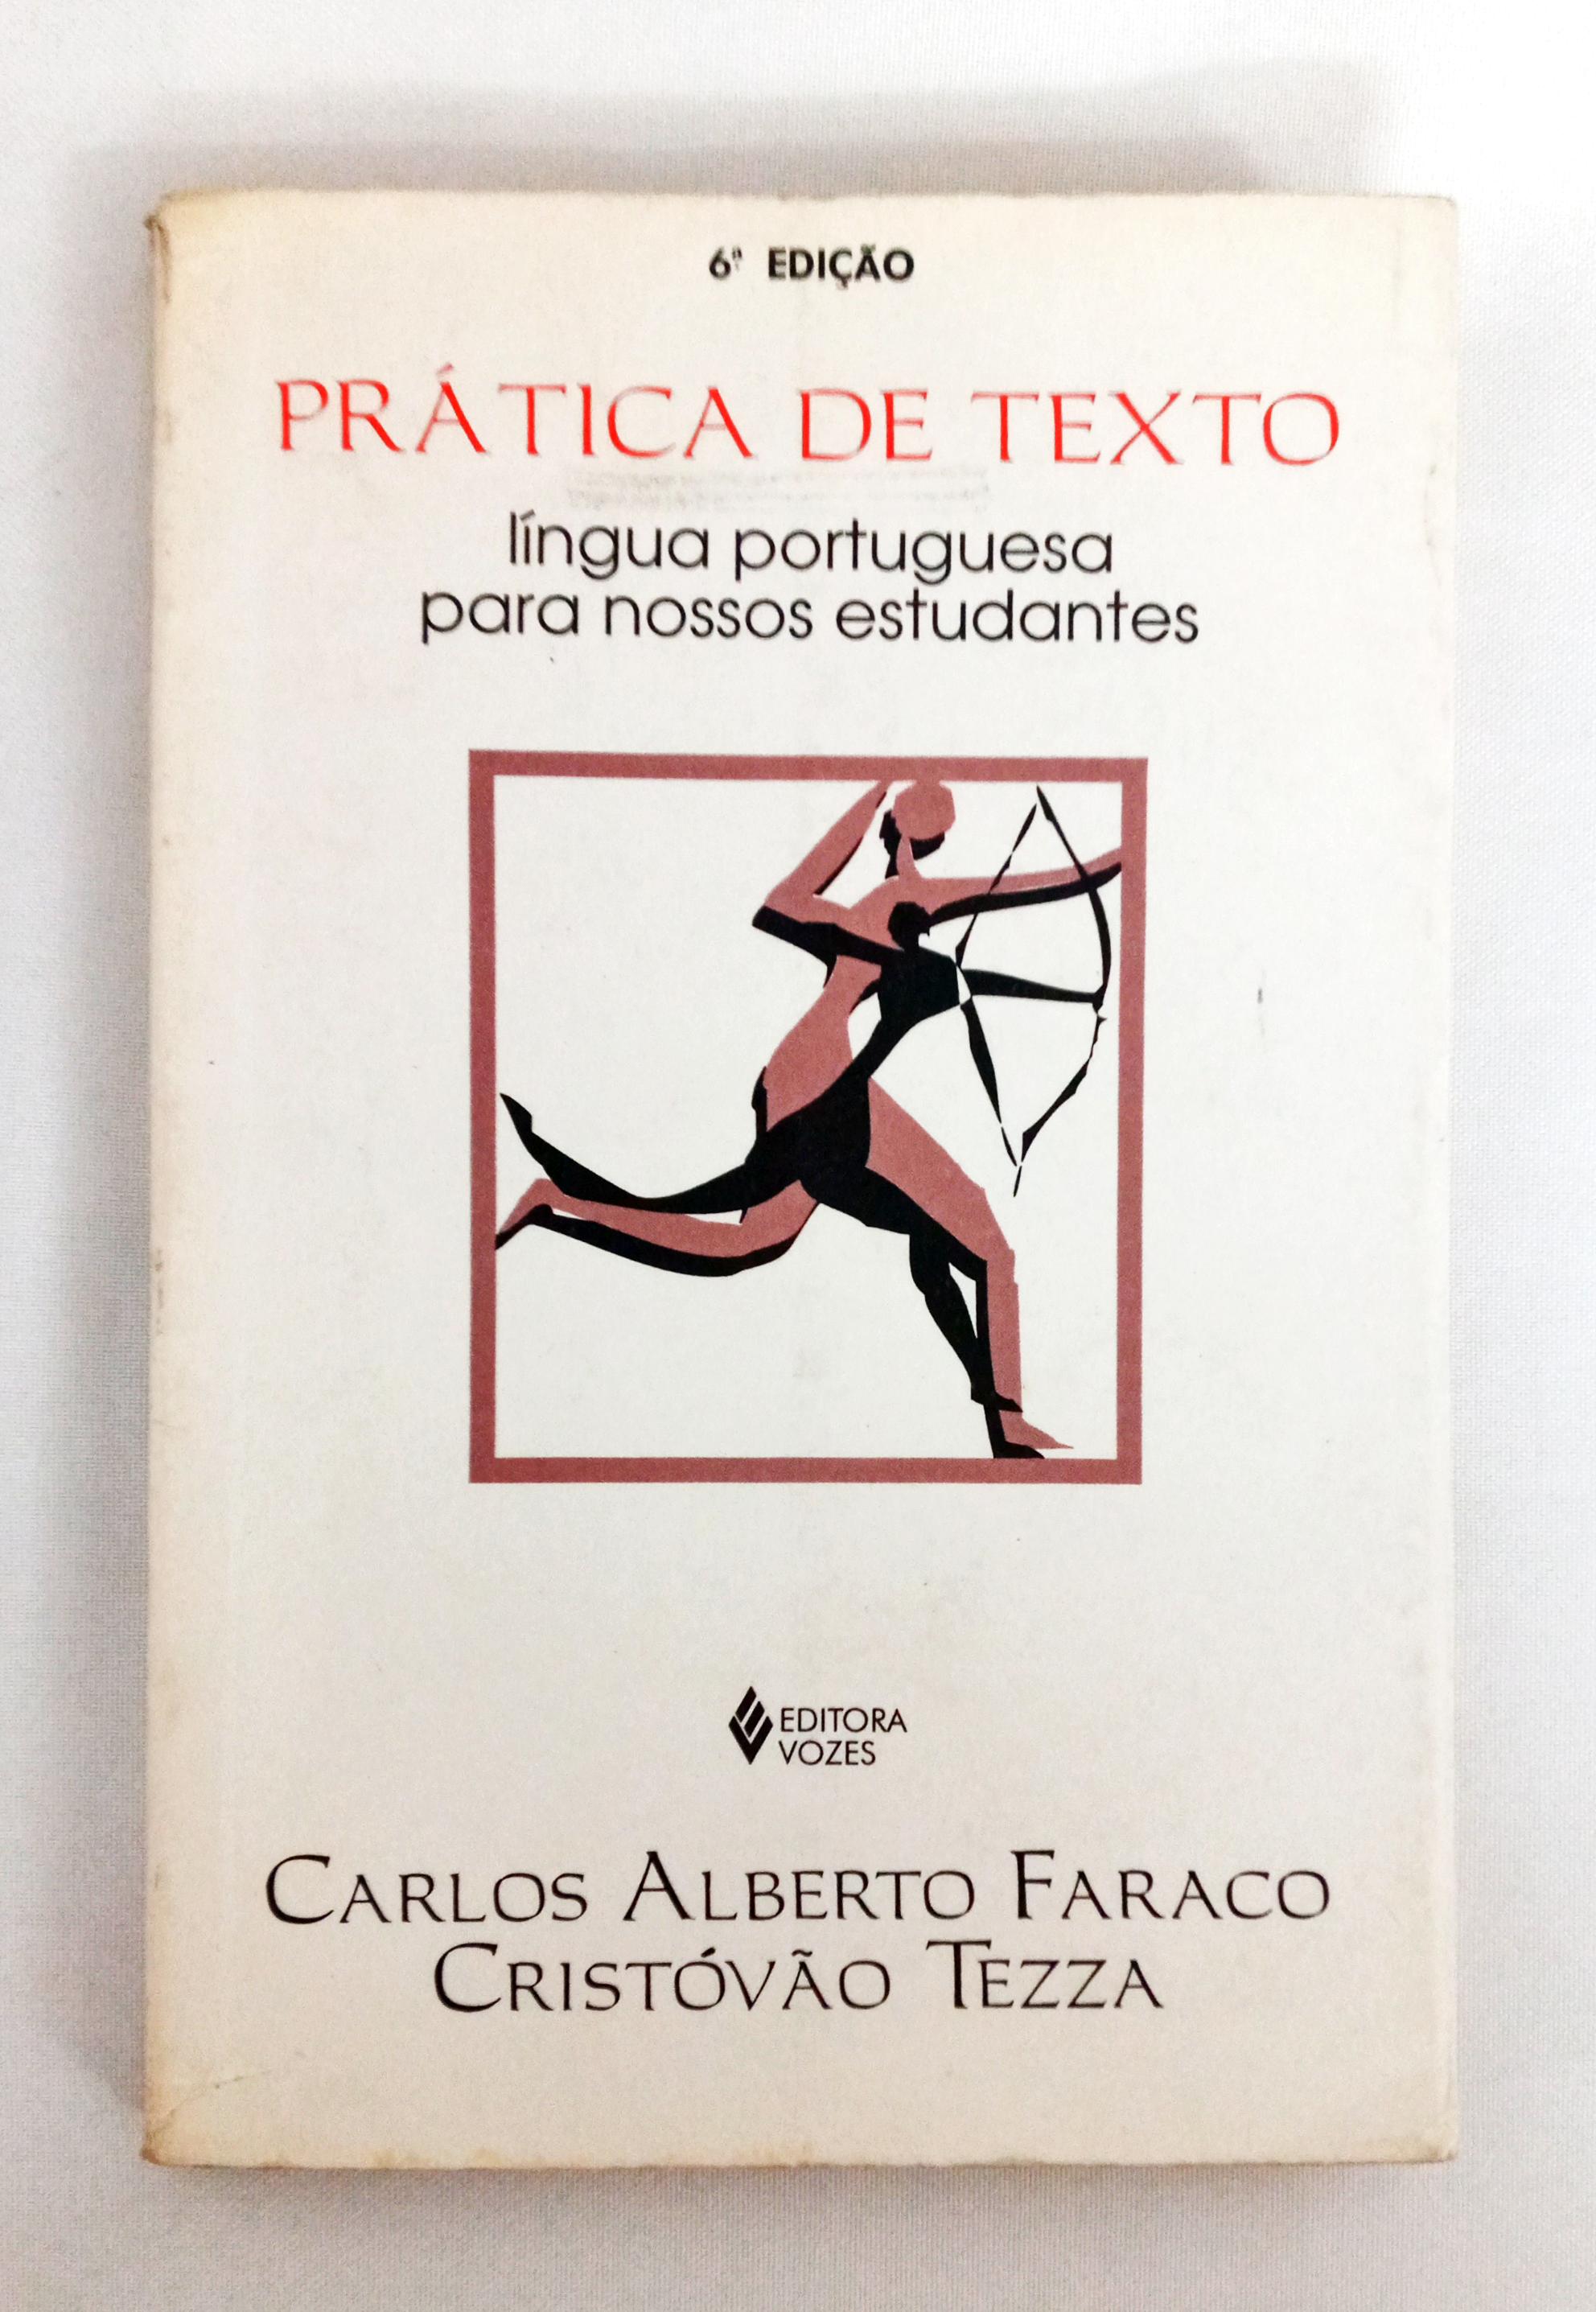 6ª EDIÇÃO
PRÁTICA DE TEXTO
língua portuguesa
para nossos estudantes
EDITORA
VOZES
CARLOS ALBERTO FARACO
CRISTÓVÃO TEZZA